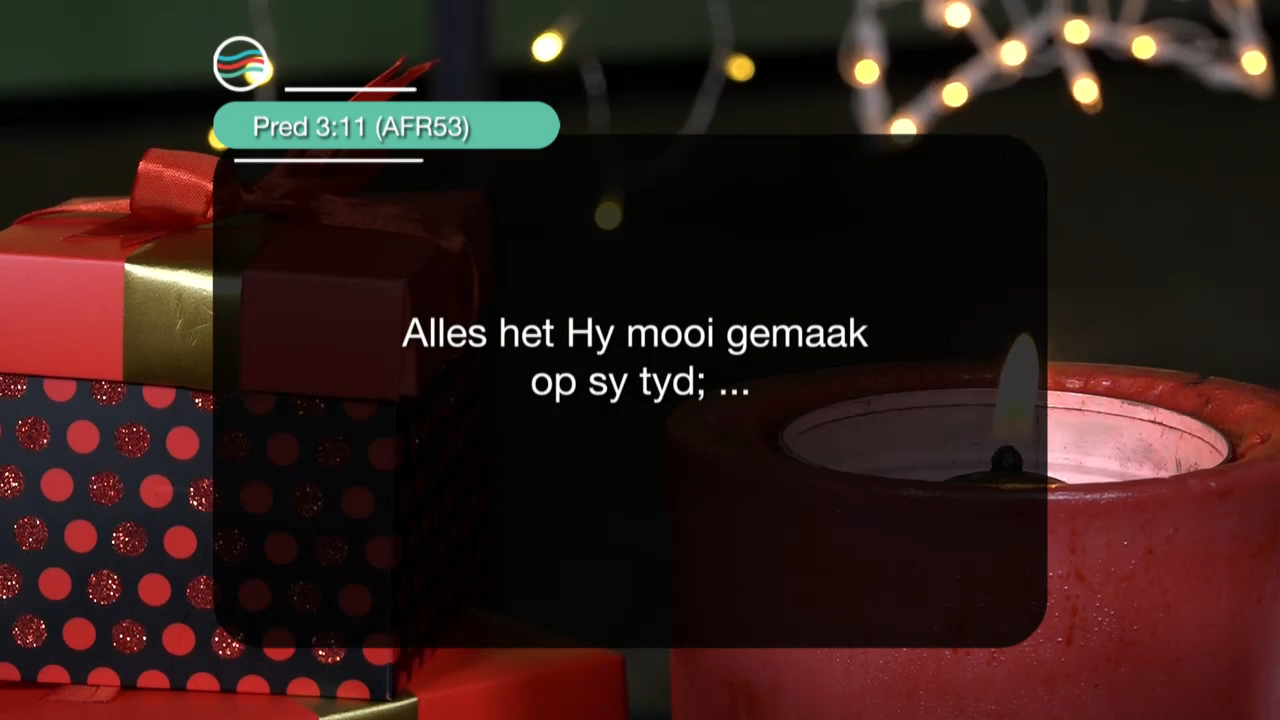 Pred 3:11 (AFR53)
Alles het Hy mooi gemaak
op sy tyd; ...